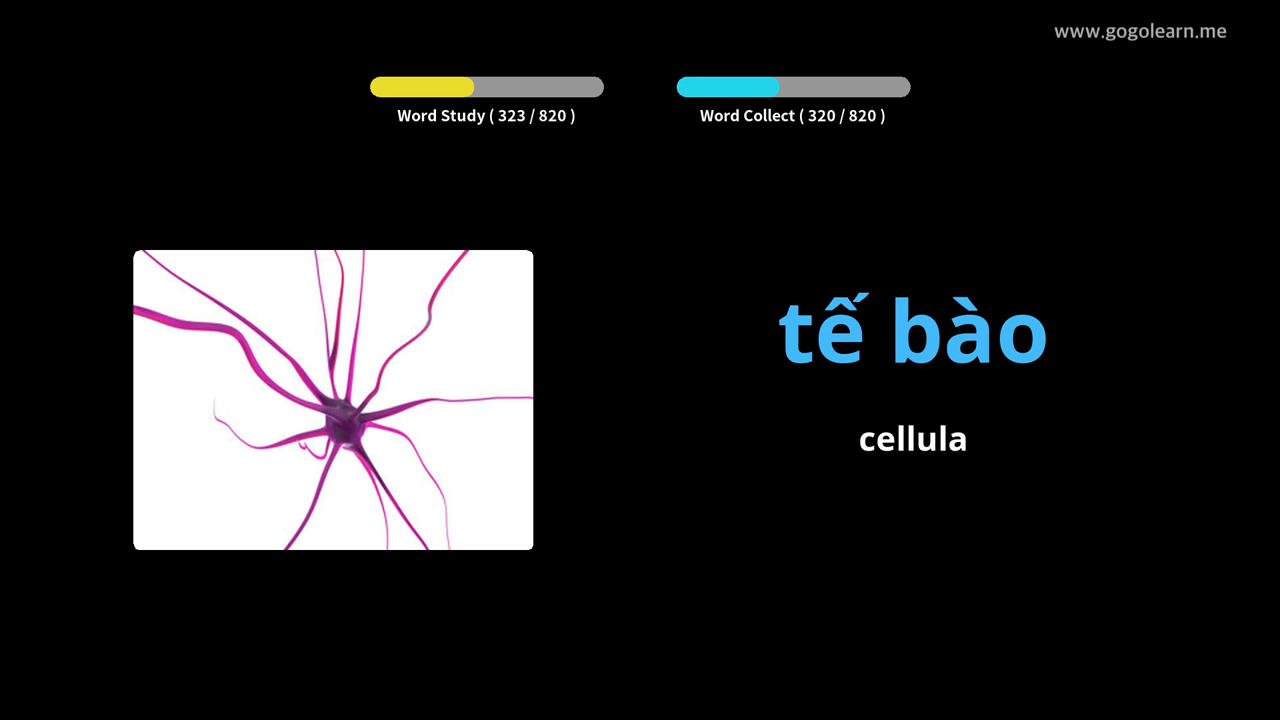 www.gogolearn.me
Word Study ( 323 / 820 )
Word Collect ( 320 / 820 )
tế bào
cellula